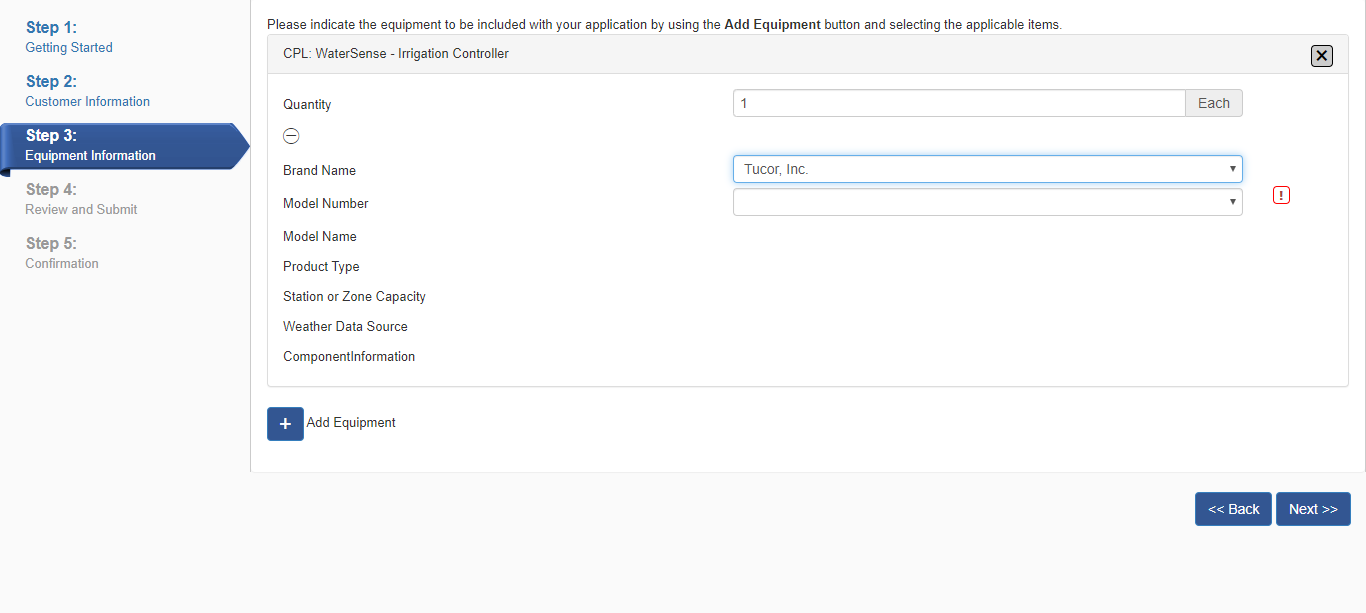 Step 1:
Getting Started
Step 2:
Customer Information
Step 3:
Equipment Information
Step 4:
Review and Submit
Step 5:
Confirmation
Please indicate the equipment to be included with your application by using the Add Equipment button and selecting the applicable items.
CPL: WaterSense - Irrigation Controller
Quantity
1 Each
Brand Name
Tucor, Inc.
Model Number
!
Model Name
Product Type
Station or Zone Capacity
Weather Data Source
ComponentInformation
+ Add Equipment
<< Back Next >>